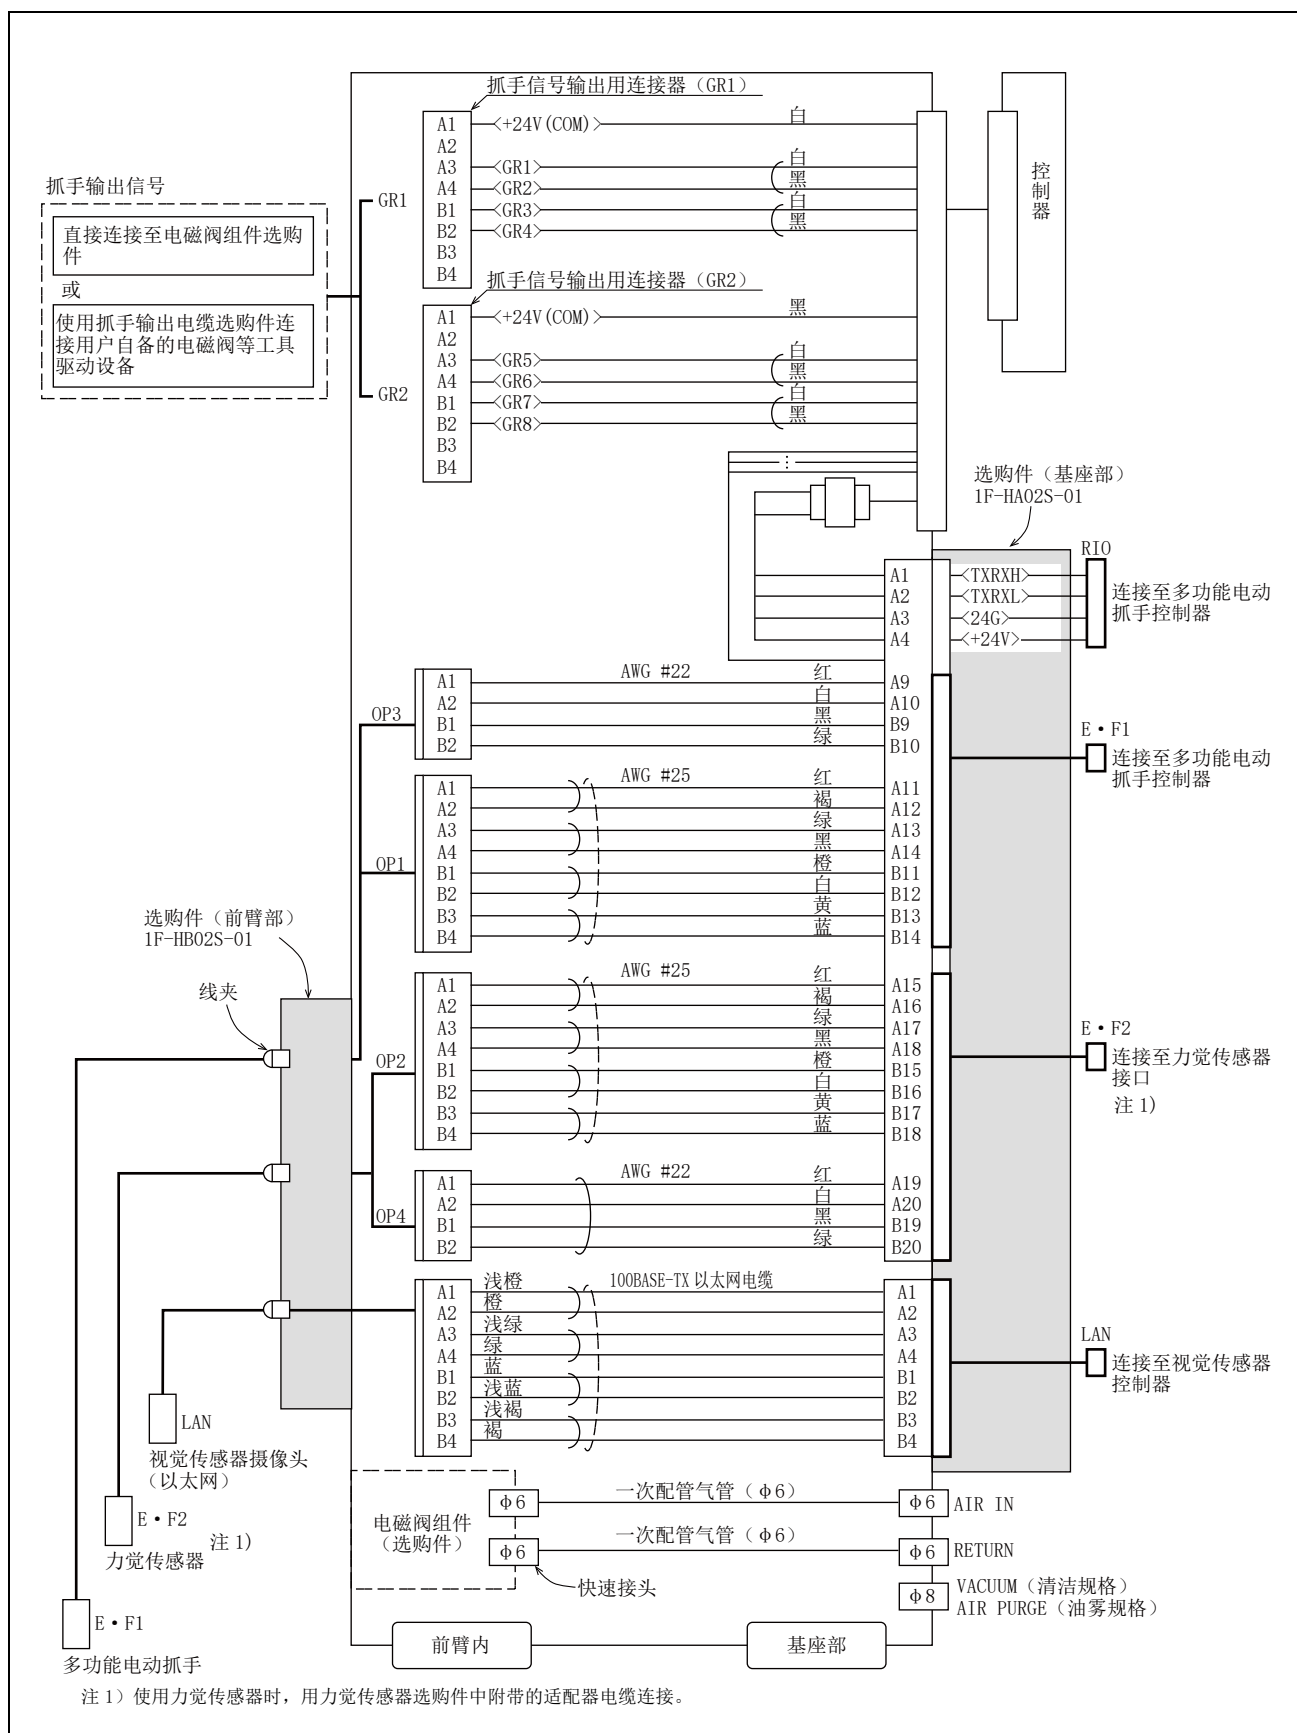 抓手信号输出用连接器（GR1）
A1 <+24V(COM)> 白
A2
A3 <GR1> 白
A4 <GR2> 黑
B1 <GR3> 白
B2 <GR4> 黑
B3
B4
控制器
抓手输出信号
直接连接至电磁阀组件选购
件
或
使用抓手输出电缆选购件连
接用户自备的电磁阀等工具
驱动设备
GR1
GR2
抓手信号输出用连接器（GR2）
A1 <+24V(COM)> 黑
A2
A3 <GR5> 白
A4 <GR6> 黑
B1 <GR7> 白
B2 <GR8> 黑
B3
B4
选购件（基座部）
1F-HA02S-01
RIO
A1 <TXRXH>
A2 <TXRXL>
A3 <24G>
A4 <+24V>
连接至多功能电动
抓手控制器
OP3
AWG #22
A1 红 A9
A2 白 A10
B1 黑 B9
B2 绿 B10
E・F1
连接至多功能电动
抓手控制器
OP1
AWG #25
A1 红 A11
A2 褐 A12
A3 绿 A13
A4 黑 A14
B1 橙 B11
B2 白 B12
B3 黄 B13
B4 蓝 B14
选购件（前臂部）
1F-HB02S-01
线夹
OP2
AWG #25
A1 红 A15
A2 褐 A16
A3 绿 A17
A4 黑 A18
B1 橙 B15
B2 白 B16
B3 黄 B17
B4 蓝 B18
E・F2
连接至力觉传感器
接口
注 1)
OP4
AWG #22
A1 红 A19
A2 白 A20
B1 黑 B19
B2 绿 B20
100BASE-TX 以太网电缆
A1 浅橙 A1
A2 橙 A2
A3 浅绿 A3
A4 绿 A4
B1 蓝 B1
B2 浅蓝 B2
B3 浅褐 B3
B4 褐 B4
LAN
连接至视觉传感器
控制器
LAN
视觉传感器摄像头
（以太网）
E・F2
注 1)
力觉传感器
E・F1
多功能电动抓手
电磁阀组件
（选购件）
φ6 一次配管气管（φ6） φ6 AIR IN
φ6 一次配管气管（φ6） φ6 RETURN
快速接头
φ8 VACUUM（清洁规格）
AIR PURGE（油雾规格）
前臂内
基座部
注 1）使用力觉传感器时，用力觉传感器选购件中附带的适配器电缆连接。